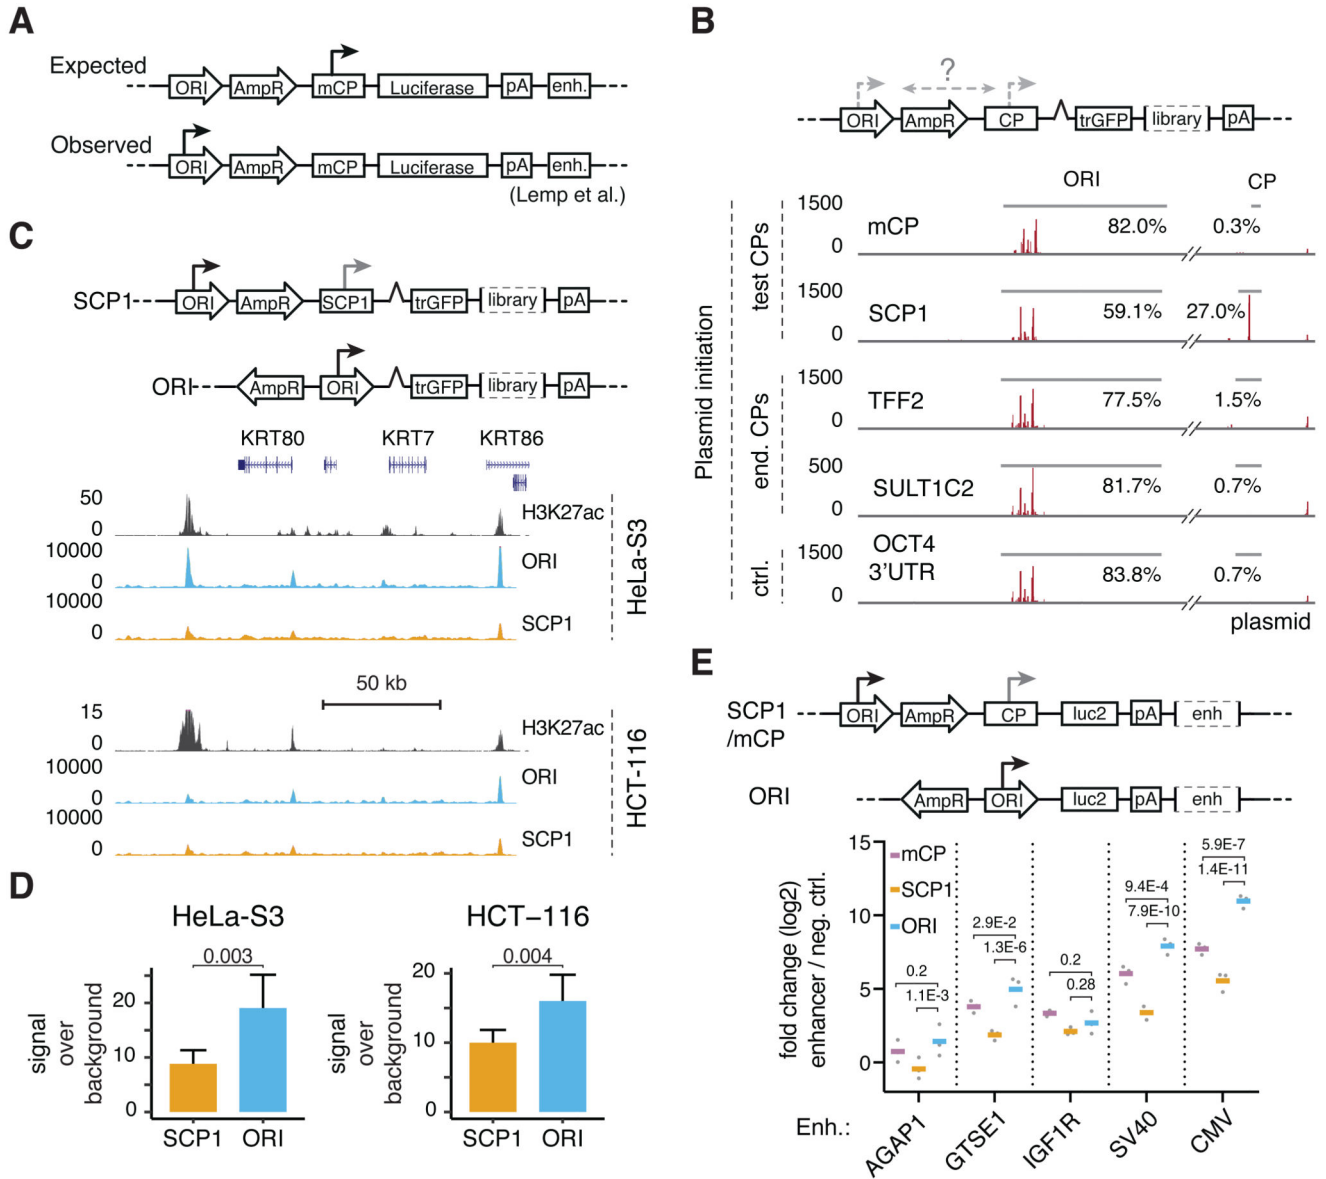 A
Expected
ORI AmpR mCP Luciferase pA enh.
Observed
ORI AmpR mCP Luciferase pA enh.
(Lemp et al.)
B
?
ORI AmpR CP trGFP library pA
ORI CP
Plasmid initiation
test CPs
1500
0
mCP 82.0% 0.3%
1500
0
SCP1 59.1% 27.0%
end. CPs
1500
0
TFF2 77.5% 1.5%
500
0
SULT1C2 81.7% 0.7%
ctrl.
1500
0
OCT4
3'UTR 83.8% 0.7%
plasmid
C
SCP1 ORI AmpR SCP1 trGFP library pA
ORI AmpR ORI trGFP library pA
KRT80 KRT7 KRT86
HeLa-S3
50
0
H3K27ac
10000
0
ORI
10000
0
SCP1
50 kb
HCT-116
15
0
H3K27ac
10000
0
ORI
10000
0
SCP1
D
HeLa-S3
0.003
signal
over
background
20
10
0
SCP1 ORI
HCT−116
0.004
signal
over
background
20
10
0
SCP1 ORI
E
SCP1
/mCP
ORI AmpR CP luc2 pA enh
ORI AmpR ORI luc2 pA enh
fold change (log2)
enhancer / neg. ctrl.
15
10
5
0
mCP
SCP1
ORI
0.2
1.1E-3
2.9E-2
1.3E-6
0.2
0.28
9.4E-4
7.9E-10
5.9E-7
1.4E-11
Enh.: AGAP1 GTSE1 IGF1R SV40 CMV